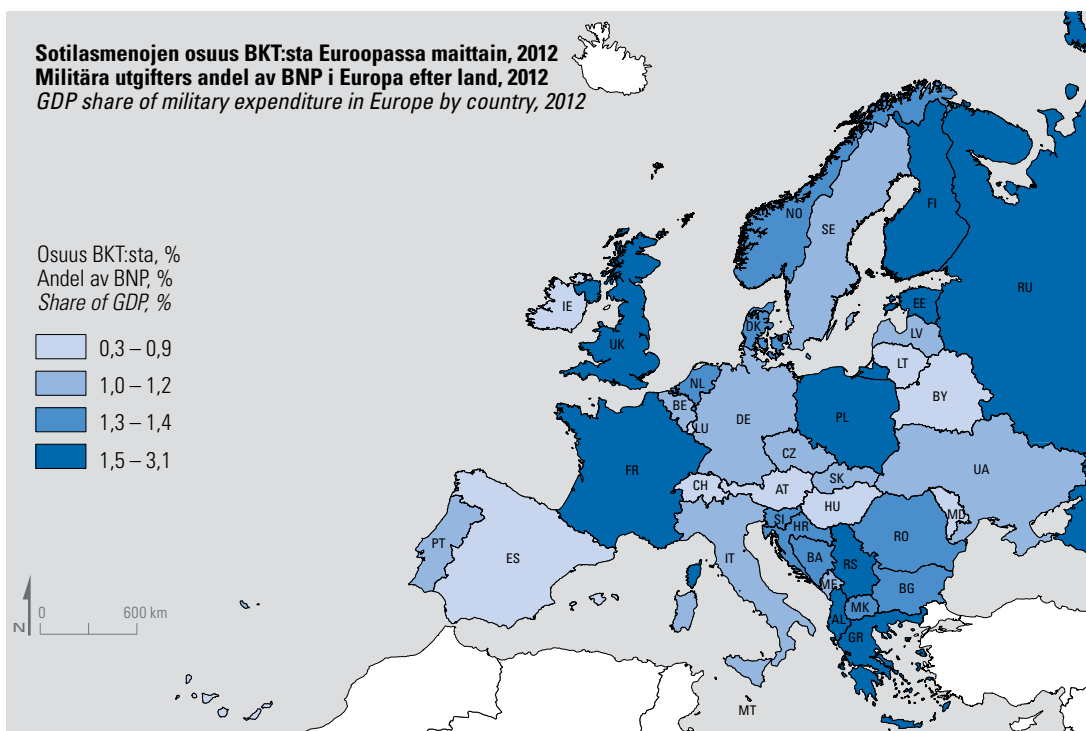 Sotilasmenojen osuus BKT:sta Euroopassa maittain, 2012
Militära utgifters andel av BNP i Europa efter land, 2012
GDP share of military expenditure in Europe by country, 2012
Osuus BKT:sta, %
Andel av BNP, %
Share of GDP, %
0,3 – 0,9
1,0 – 1,2
1,3 – 1,4
1,5 – 3,1
NO
SE
FI
RU
EE
LV
LT
BY
IE
UK
DK
NL
BE
LU
DE
PL
CZ
SK
UA
FR
CH
AT
HU
MD
SI
HR
RO
BA
RS
ME
BG
MK
AL
GR
PT
ES
IT
MT
N
0
600 km